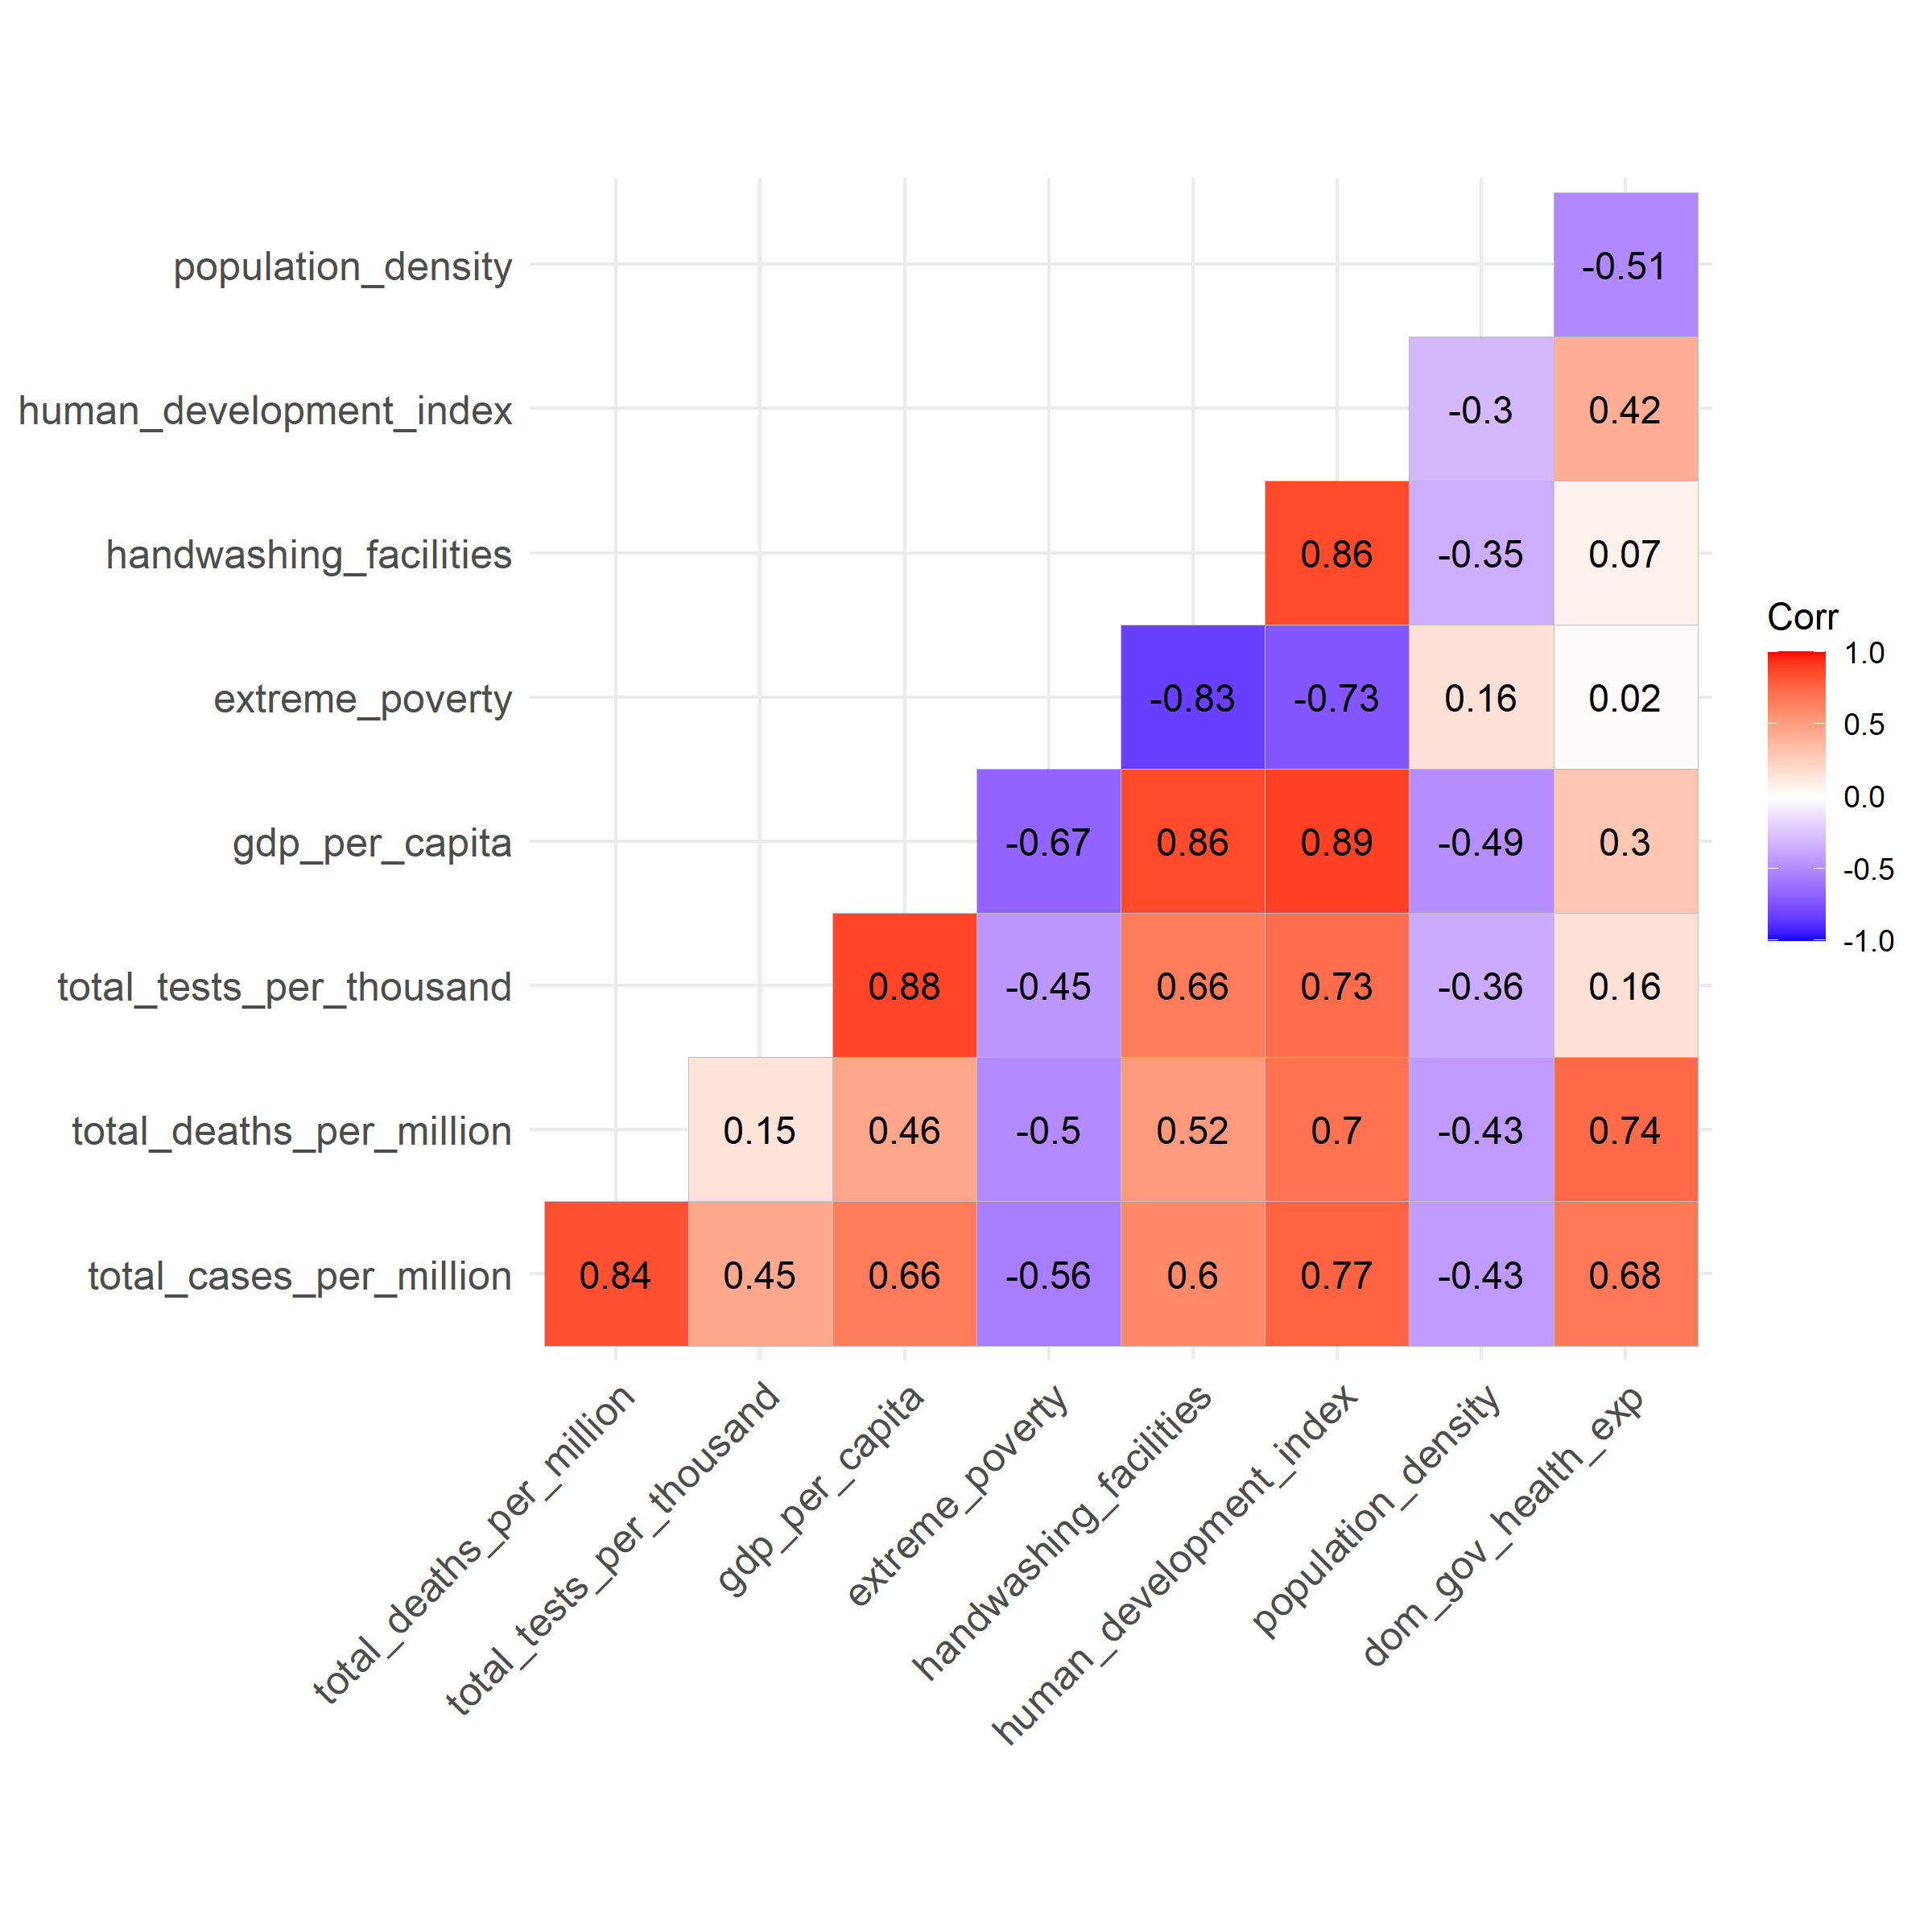 population_density
-0.51
human_development_index
-0.3 0.42
handwashing_facilities
0.86 -0.35 0.07
extreme_poverty
-0.83 -0.73 0.16 0.02
gdp_per_capita
-0.67 0.86 0.89 -0.49 0.3
total_tests_per_thousand
0.88 -0.45 0.66 0.73 -0.36 0.16
total_deaths_per_million
0.15 0.46 -0.5 0.52 0.7 -0.43 0.74
total_cases_per_million
0.84 0.45 0.66 -0.56 0.6 0.77 -0.43 0.68
total_deaths_per_million
total_tests_per_thousand
gdp_per_capita
extreme_poverty
handwashing_facilities
human_development_index
population_density
dom_gov_health_exp
Corr
1.0
0.5
0.0
-0.5
-1.0